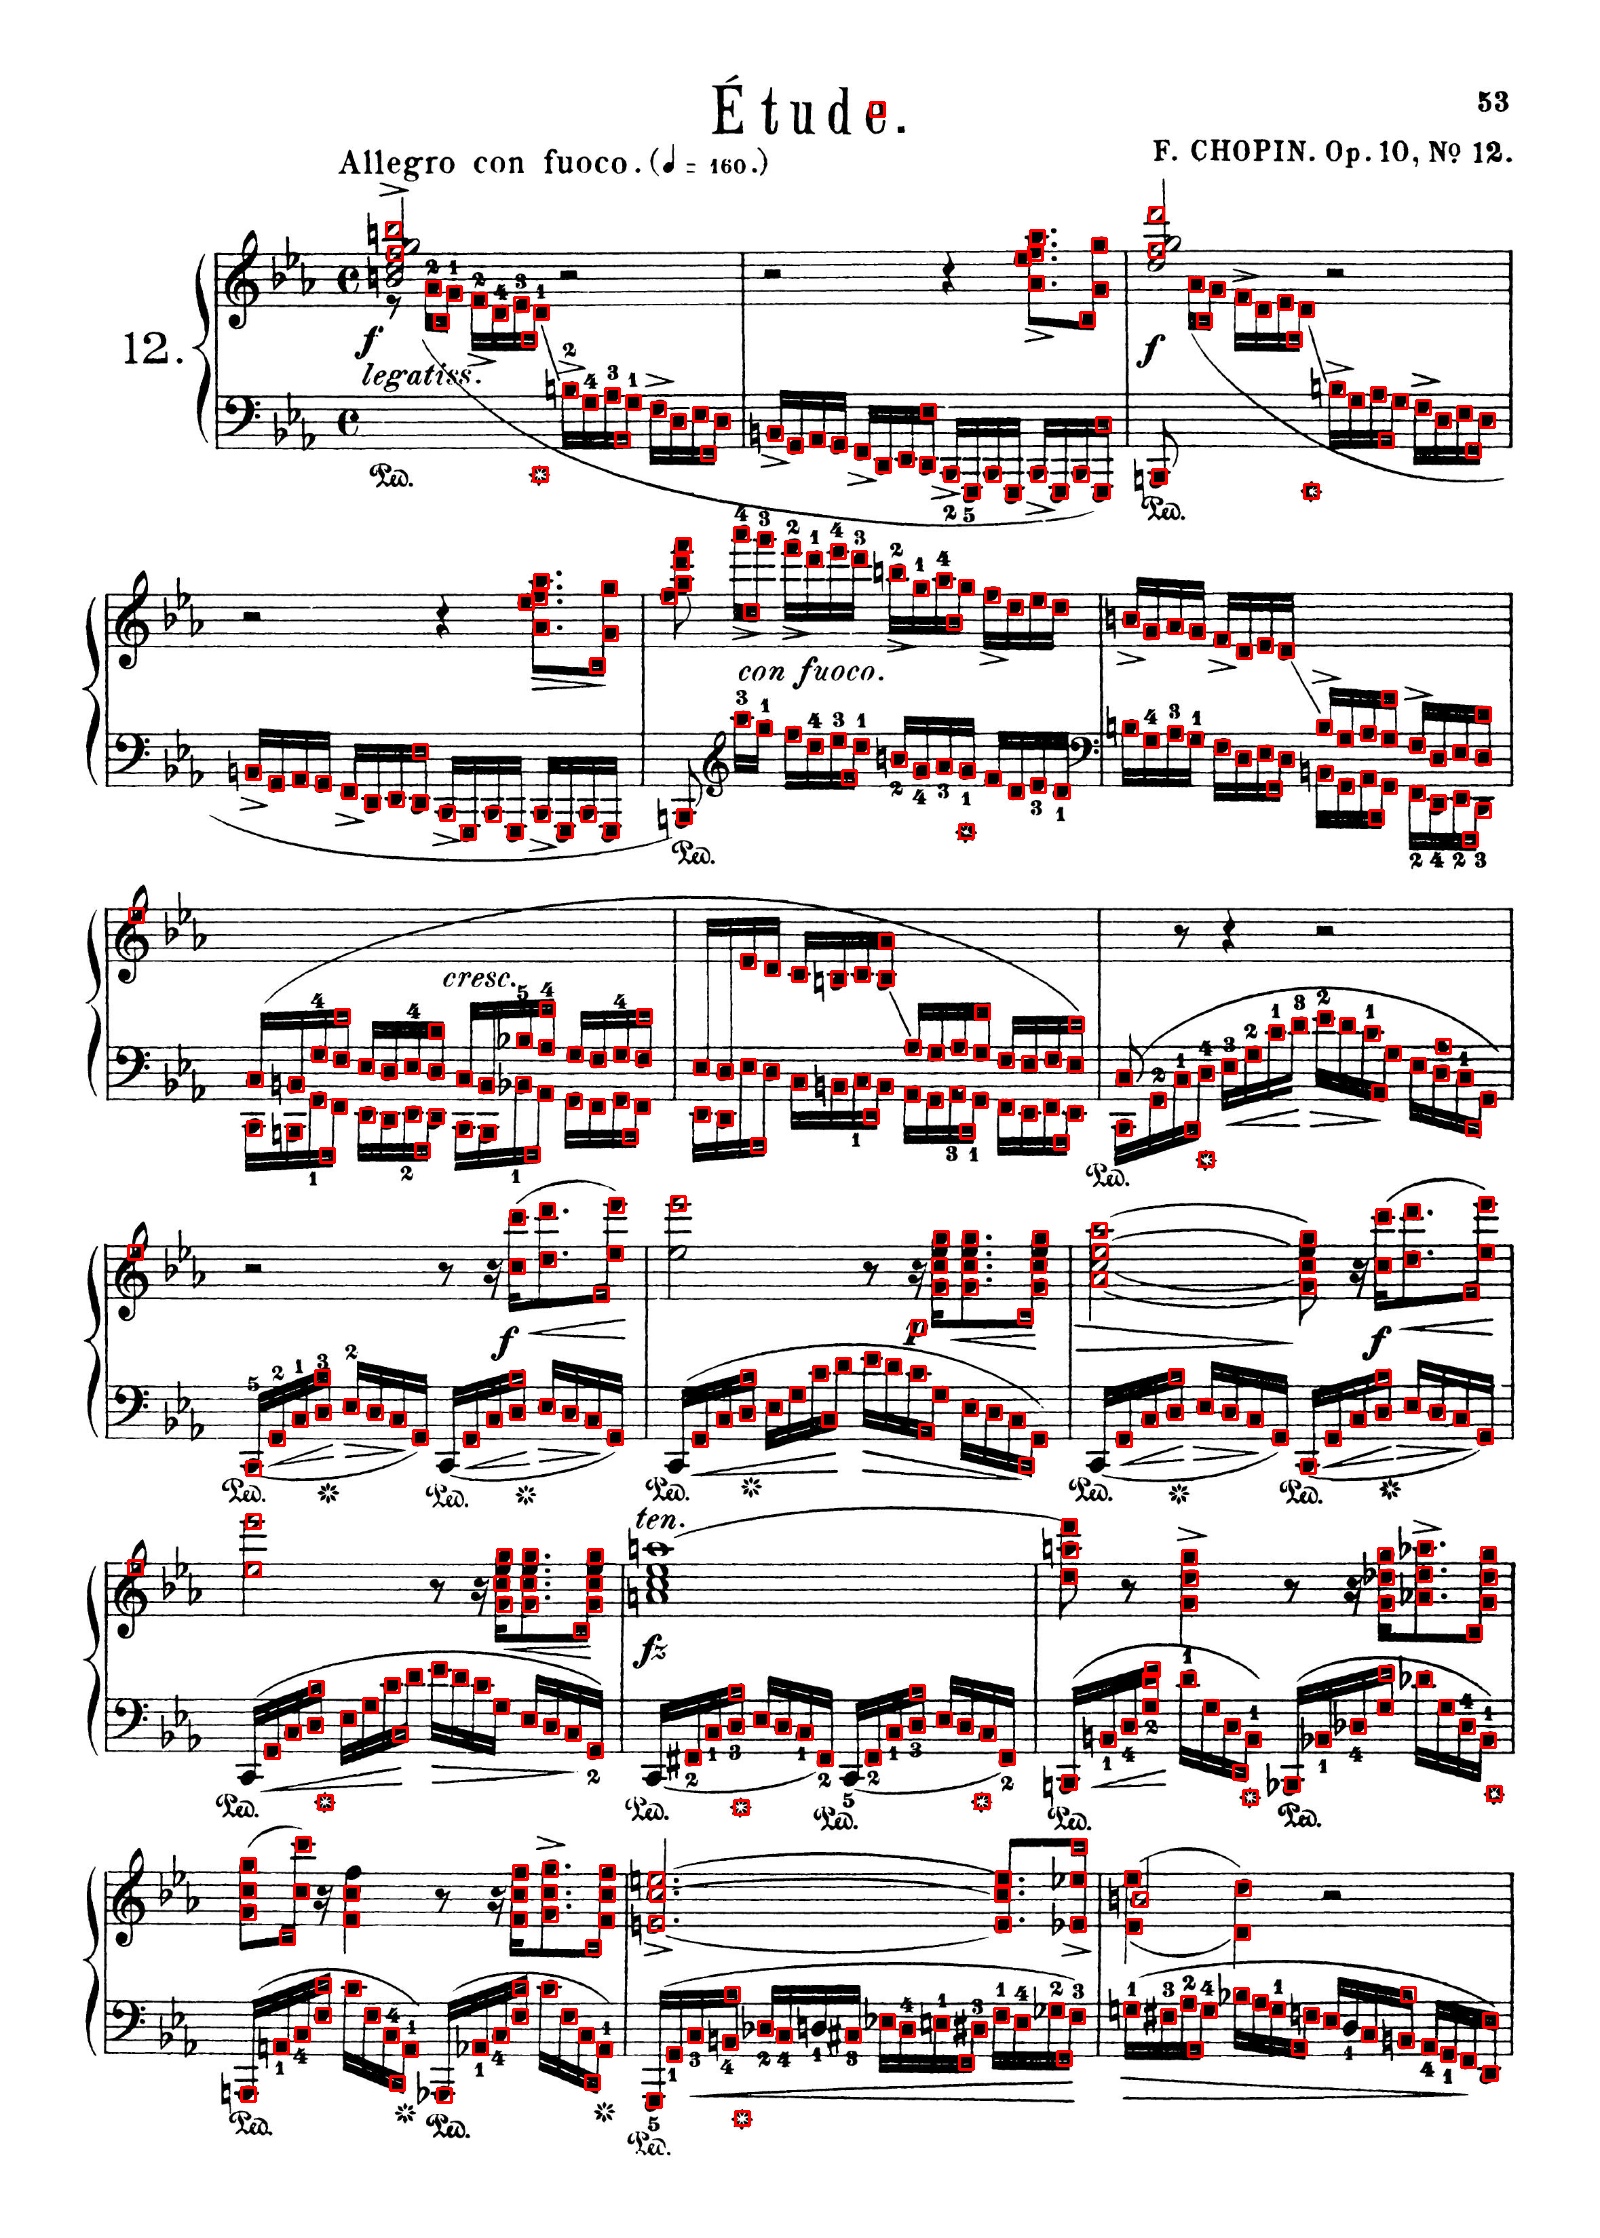 53
Étude.
F. CHOPIN. Op. 10, No 12.
Allegro con fuoco. (♩ = 160.)
12.
f
f
legatiss.
Ped.
Ped.
con fuoco.
Ped.
cresc.
Ped.
f
p
f
Ped.
Ped.
Ped.
Ped.
Ped.
ten.
fz
Ped.
Ped.
Ped.
Ped.
Ped.
Ped.
Ped.
Ped.